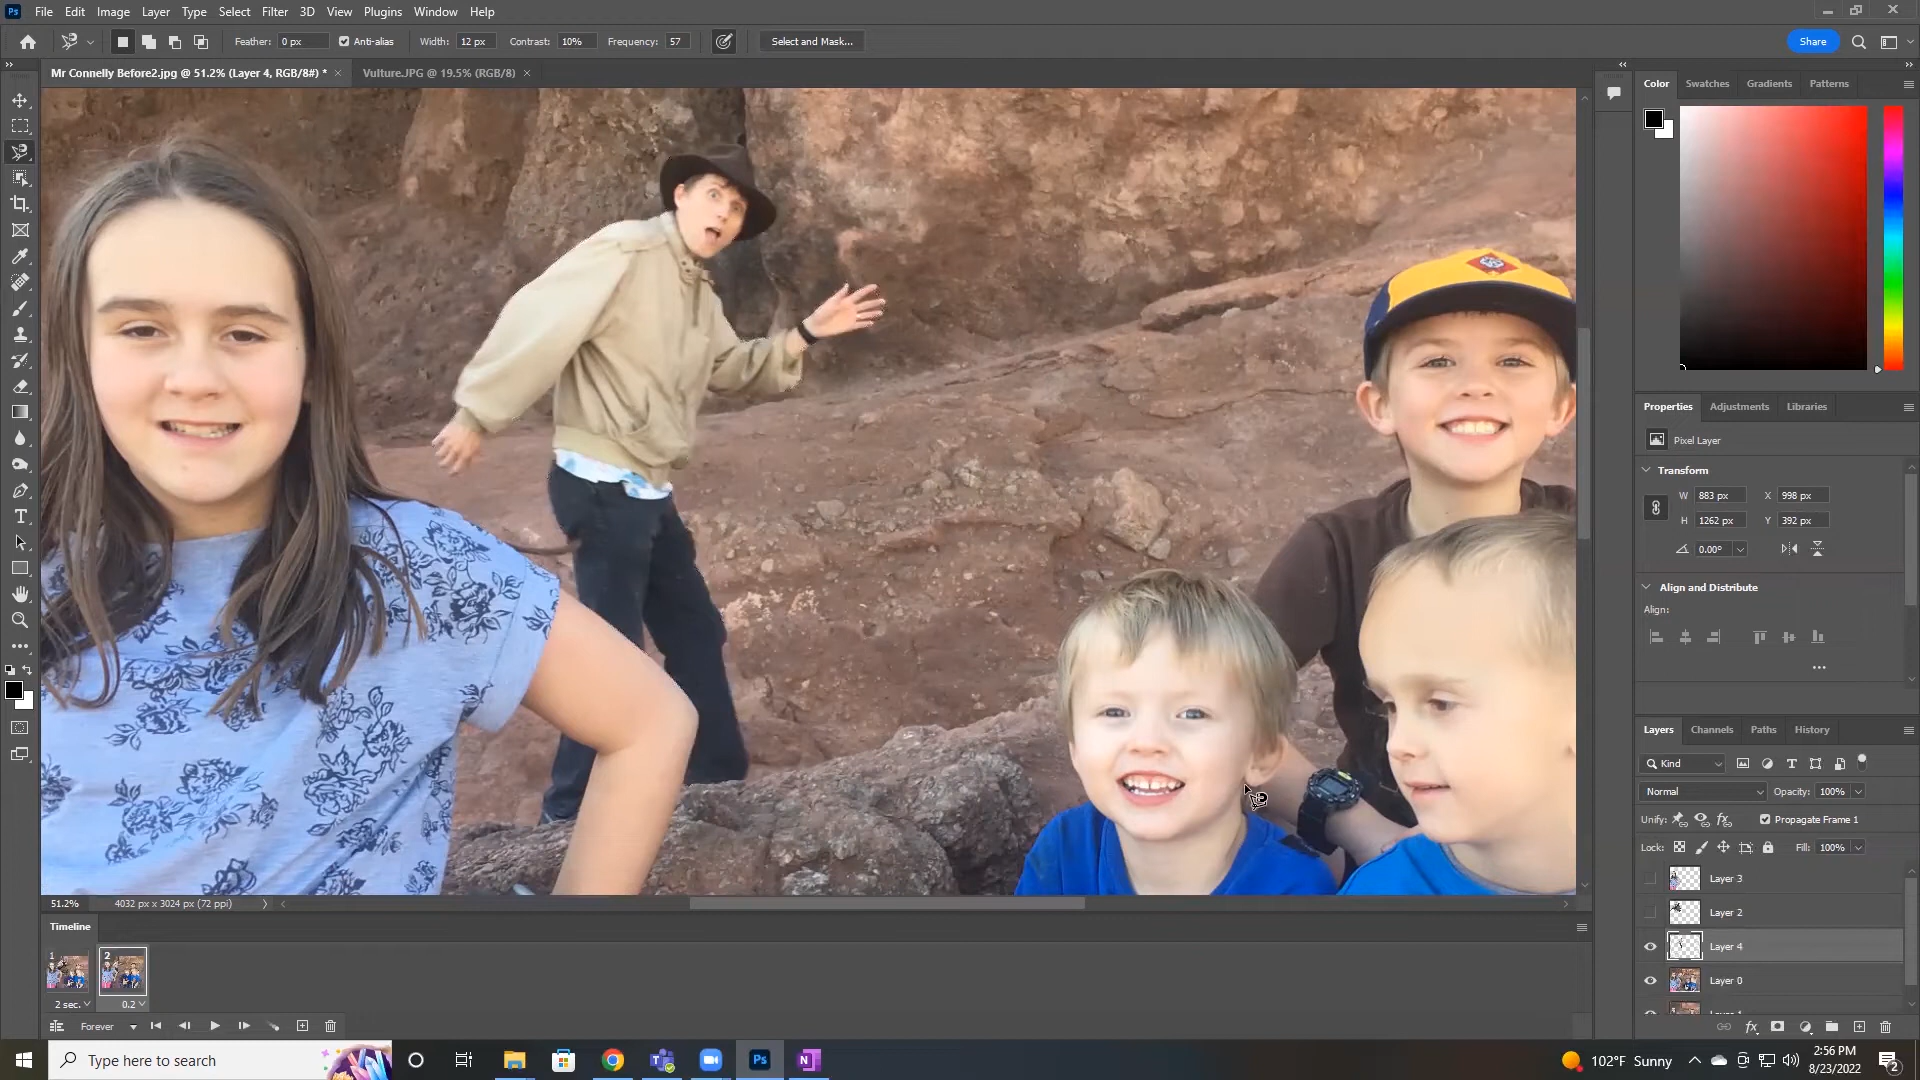 Ps File Edit Image Layer Type Select Filter 3D View Plugins Window Help
Feather: 0 px Anti-alias Width: 12 px Contrast: 10% Frequency: 57 Select and Mask... Share
Mr Connelly Before2.jpg @ 51.2% (Layer 4, RGB/8#) * × Vulture.JPG @ 19.5% (RGB/8) ×
Color Swatches Gradients Patterns
Properties Adjustments Libraries
Pixel Layer
Transform
W 883 px X 998 px
H 1262 px Y 392 px
0.00°
Align and Distribute
Align:
Layers Channels Paths History
Kind
Normal Opacity: 100%
Unify: Propagate Frame 1
Lock: Fill: 100%
Layer 3
Layer 2
Layer 4
Layer 0
51.2% 4032 px x 3024 px (72 ppi)
Timeline
1 2
2 sec. 0.2
Forever
Type here to search
102°F Sunny
2:56 PM
8/23/2022
2